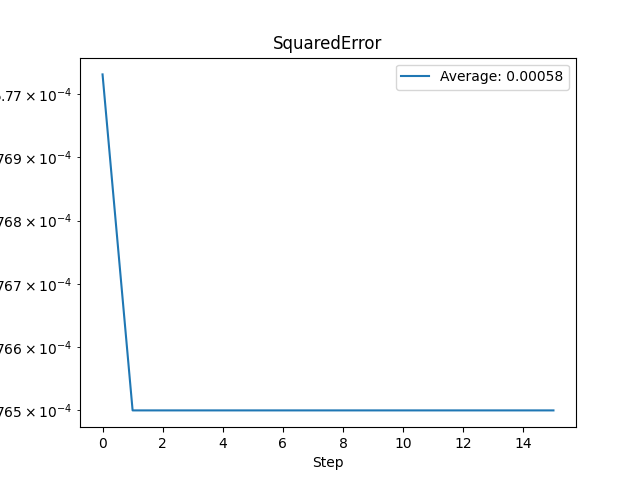 SquaredError
Average: 0.00058
.77 × 10⁻⁴
769 × 10⁻⁴
768 × 10⁻⁴
767 × 10⁻⁴
766 × 10⁻⁴
765 × 10⁻⁴
0 2 4 6 8 10 12 14
Step